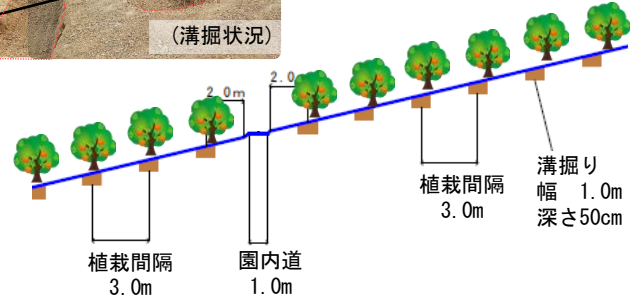 (溝掘状況)
2.0m
2.0
植栽間隔
3.0m
溝掘り
幅 1.0m
深さ50cm
植栽間隔
3.0m
園内道
1.0m